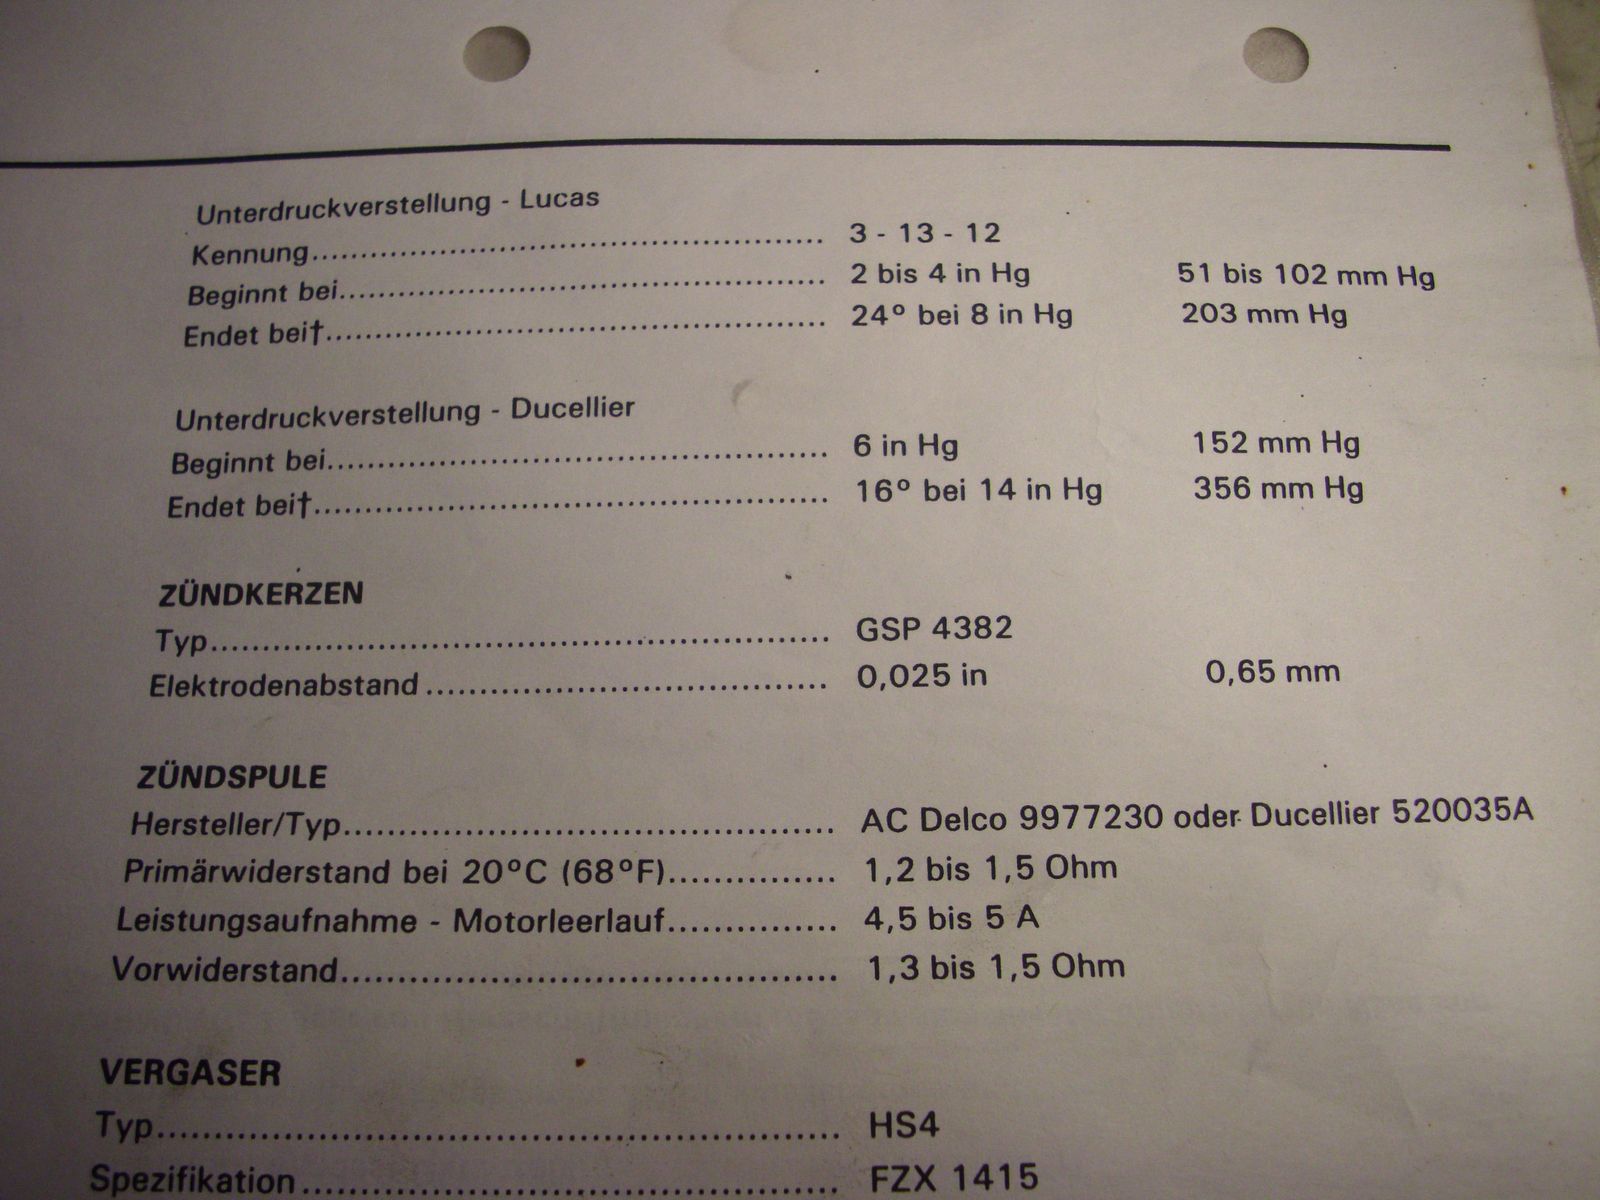 Unterdruckverstellung - Lucas
Kennung.......................................................... 3 - 13 - 12
Beginnt bei....................................................... 2 bis 4 in Hg 51 bis 102 mm Hg
Endet bei†........................................................ 24° bei 8 in Hg 203 mm Hg
Unterdruckverstellung - Ducellier
Beginnt bei....................................................... 6 in Hg 152 mm Hg
Endet bei†........................................................ 16° bei 14 in Hg 356 mm Hg
ZÜNDKERZEN
Typ............................................................... GSP 4382
Elektrodenabstand........................................ 0,025 in 0,65 mm
ZÜNDSPULE
Hersteller/Typ................................................ AC Delco 9977230 oder Ducellier 520035A
Primärwiderstand bei 20°C (68°F)............... 1,2 bis 1,5 Ohm
Leistungsaufnahme - Motorleerlauf............... 4,5 bis 5 A
Vorwiderstand............................................... 1,3 bis 1,5 Ohm
VERGASER
Typ............................................................... HS4
Spezifikation................................................... FZX 1415